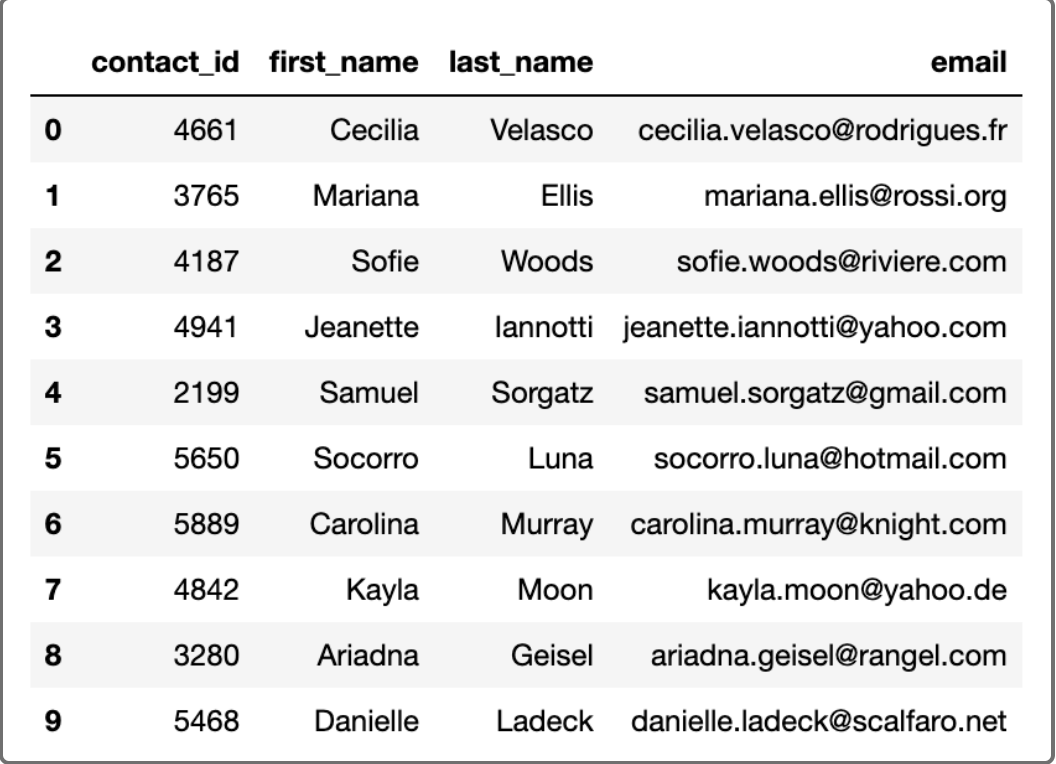 contact_id first_name last_name email
0 4661 Cecilia Velasco cecilia.velasco@rodrigues.fr
1 3765 Mariana Ellis mariana.ellis@rossi.org
2 4187 Sofie Woods sofie.woods@riviere.com
3 4941 Jeanette Iannotti jeanette.iannotti@yahoo.com
4 2199 Samuel Sorgatz samuel.sorgatz@gmail.com
5 5650 Socorro Luna socorro.luna@hotmail.com
6 5889 Carolina Murray carolina.murray@knight.com
7 4842 Kayla Moon kayla.moon@yahoo.de
8 3280 Ariadna Geisel ariadna.geisel@rangel.com
9 5468 Danielle Ladeck danielle.ladeck@scalfaro.net